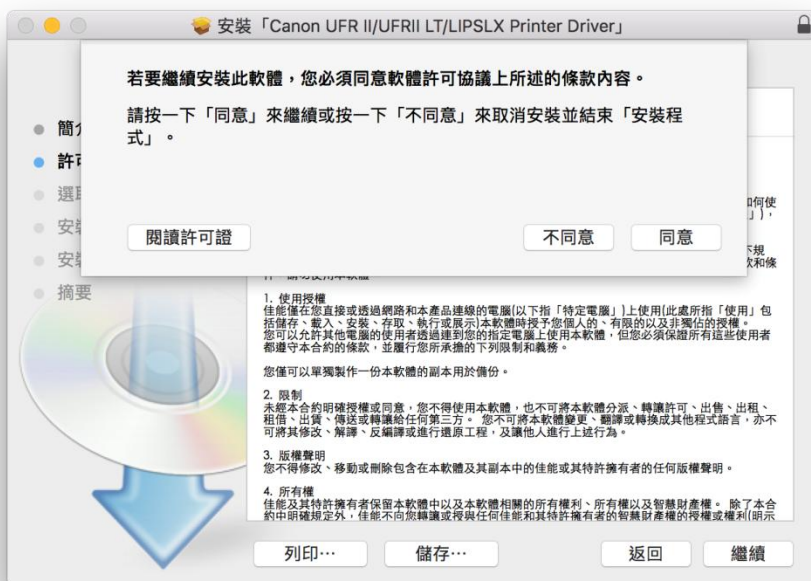 安裝「Canon UFR II/UFRII LT/LIPSLX Printer Driver」
若要繼續安裝此軟體，您必須同意軟體許可協議上所述的條款內容。
請按一下「同意」來繼續或按一下「不同意」來取消安裝並結束「安裝程
式」。
閱讀許可證
不同意
同意
簡介
許可
選取
安裝
安裝
摘要
如何使
」)，
不規
款和條
1. 使用授權
佳能僅在您直接或透過網路和本產品連線的電腦(以下指「特定電腦」)上使用(此處所指「使用」包
括儲存、載入、安裝、存取、執行或展示)本軟體時授予您個人的、有限的以及非獨佔的授權。
您可以允許其他電腦的使用者透過連到您的指定電腦上使用本軟體，但您必須保證所有這些使用者
都遵守本合約的條款，並履行您所承擔的下列限制和義務。
您僅可以單獨製作一份本軟體的副本用於備份。
2. 限制
未經本合約明確授權或同意，您不得使用本軟體，也不可將本軟體分派、轉讓許可、出售、出租、
租借、出賃、傳送或轉讓給任何第三方。 您不可將本軟體變更、翻譯或轉換成其他程式語言，亦不
可將其修改、解譯、反編譯或進行還原工程，及讓他人進行上述行為。
3. 版權聲明
您不得修改、移動或刪除包含在本軟體及其副本中的佳能或其特許擁有者的任何版權聲明。
4. 所有權
佳能及其特許擁有者保留本軟體中以及本軟體相關的所有權利、所有權以及智慧財產權。 除了本合
約中明確規定外，佳能不向您轉讓或授與任何佳能和其特許擁有者的智慧財產權的授權或權利(明示
列印⋯
儲存⋯
返回
繼續